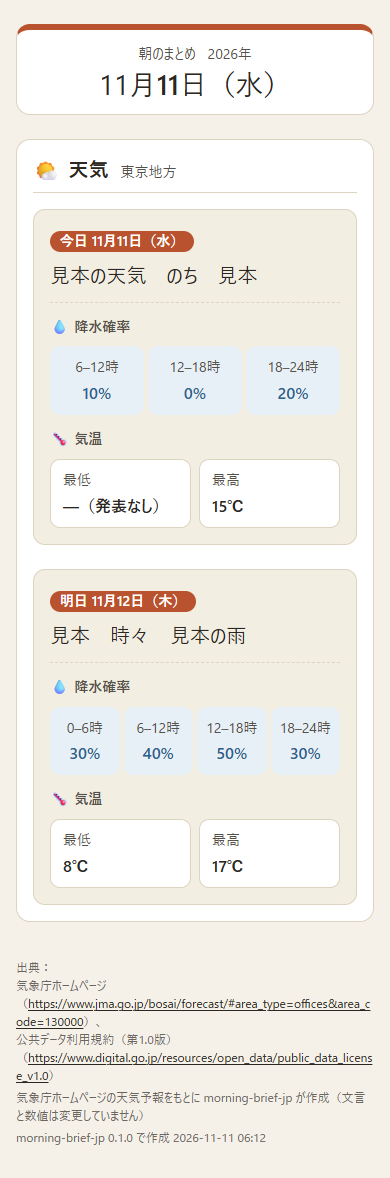 朝のまとめ 2026年
11月11日（水）
天気 東京地方
今日 11月11日（水）
見本の天気　のち　見本
降水確率
6–12時 12–18時 18–24時
10% 0% 20%
気温
最低 最高
―（発表なし） 15℃
明日 11月12日（木）
見本　時々　見本の雨
降水確率
0–6時 6–12時 12–18時 18–24時
30% 40% 50% 30%
気温
最低 最高
8℃ 17℃
出典：
気象庁ホームページ
（https://www.jma.go.jp/bosai/forecast/#area_type=offices&area_c
ode=130000）、
公共データ利用規約（第1.0版）
（https://www.digital.go.jp/resources/open_data/public_data_licens
e_v1.0）
気象庁ホームページの天気予報をもとに morning-brief-jp が作成（文言
と数値は変更していません）
morning-brief-jp 0.1.0 で作成 2026-11-11 06:12